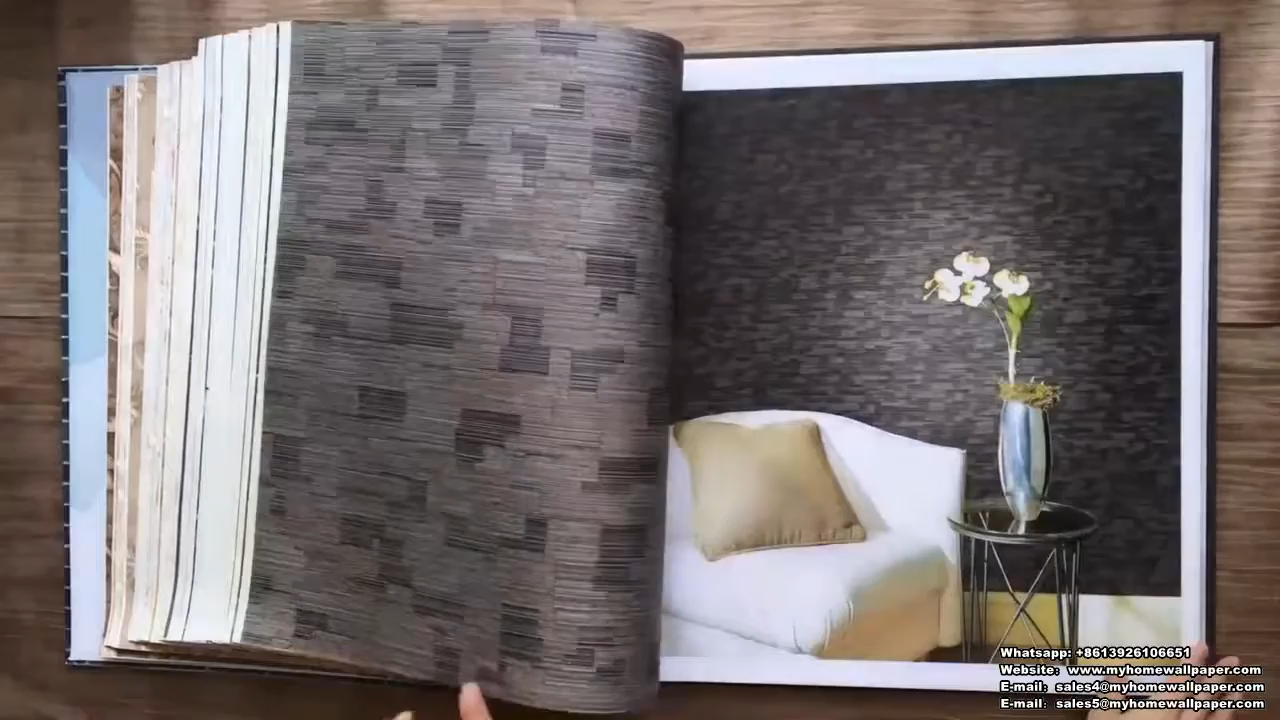 Whatsapp: +8613926106651
Website: www.myhomewallpaper.com
E-mail: sales4@myhomewallpaper.com
E-mail: sales5@myhomewallpaper.com